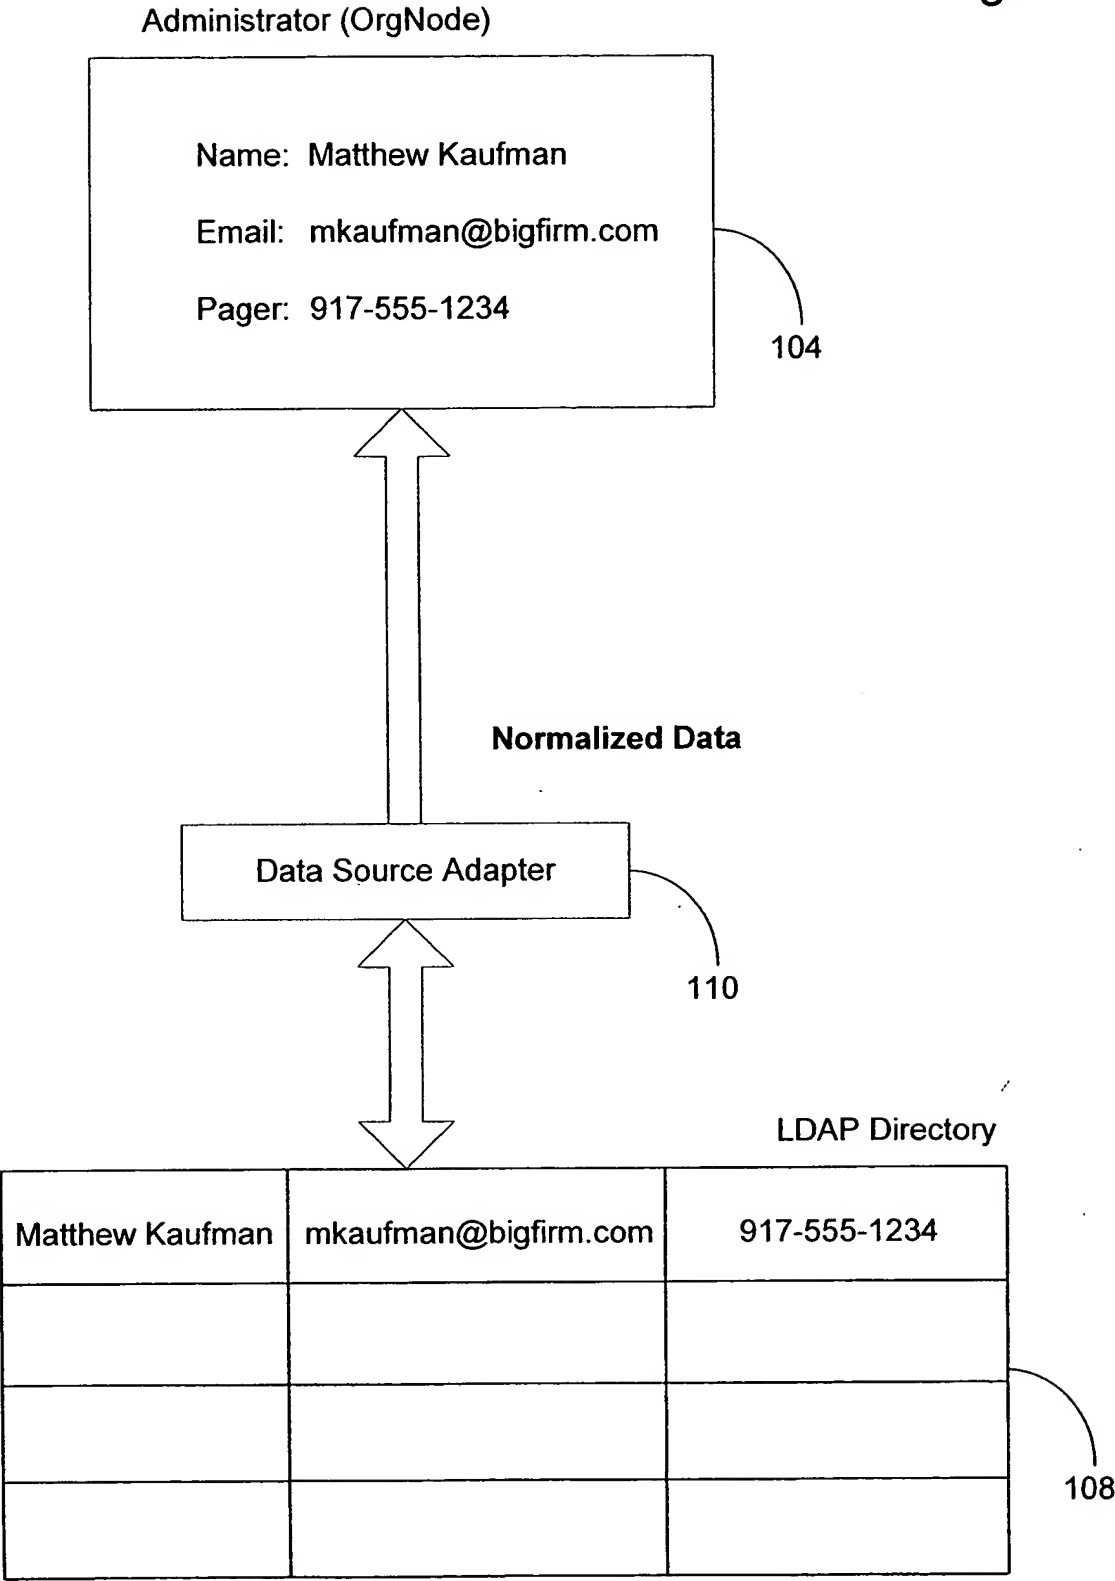 Administrator (OrgNode)
Name: Matthew Kaufman
Email: mkaufman@bigfirm.com
Pager: 917-555-1234
104
Normalized Data
Data Source Adapter
110
LDAP Directory
Matthew Kaufman mkaufman@bigfirm.com 917-555-1234
108